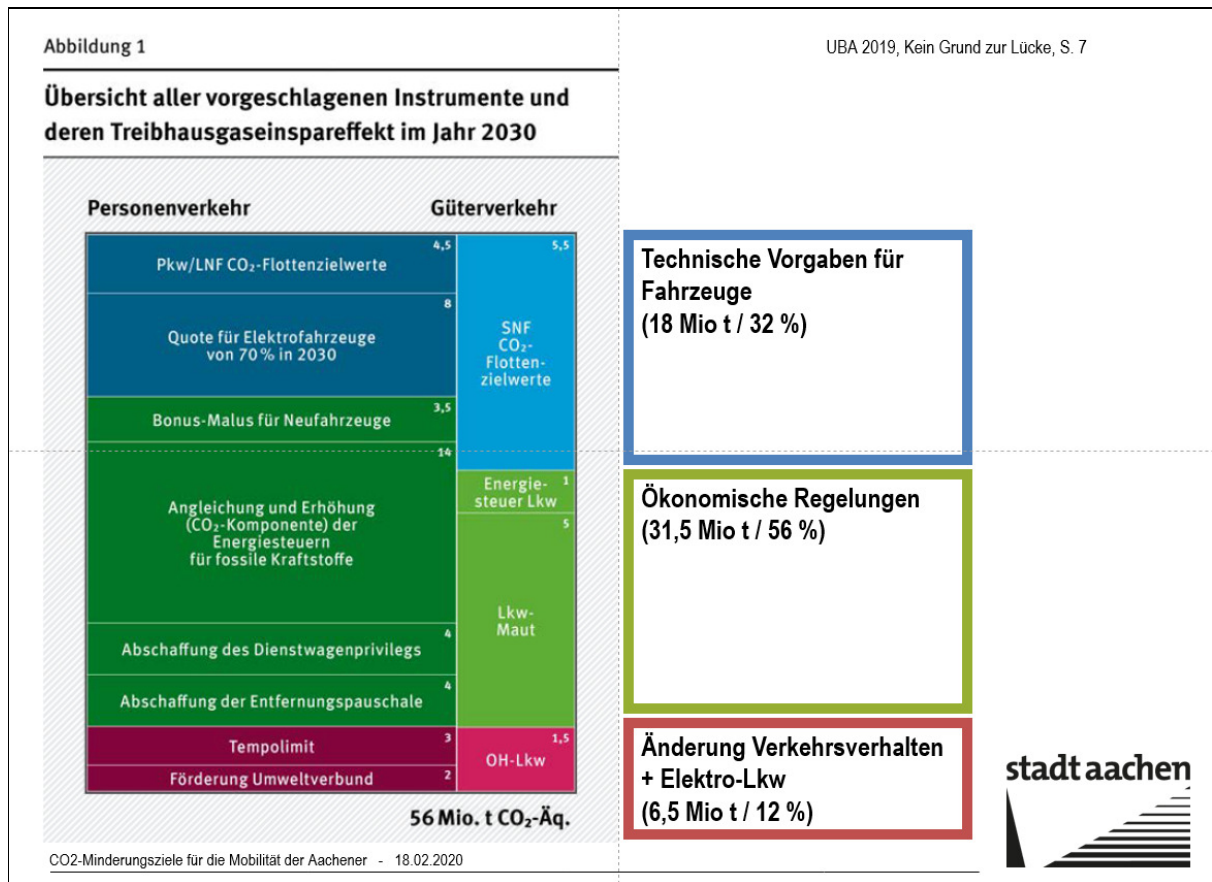 Abbildung 1
UBA 2019, Kein Grund zur Lücke, S. 7
Übersicht aller vorgeschlagenen Instrumente und
deren Treibhausgaseinspareffekt im Jahr 2030
Personenverkehr
Güterverkehr
4,5
Pkw/LNF CO₂-Flottenzielwerte
8
Quote für Elektrofahrzeuge
von 70 % in 2030
3,5
Bonus-Malus für Neufahrzeuge
14
Angleichung und Erhöhung
(CO₂-Komponente) der
Energiesteuern
für fossile Kraftstoffe
4
Abschaffung des Dienstwagenprivilegs
4
Abschaffung der Entfernungspauschale
3
Tempolimit
2
Förderung Umweltverbund
5,5
SNF
CO₂-
Flotten-
zielwerte
1
Energie-
steuer Lkw
5
Lkw-
Maut
1,5
OH-Lkw
56 Mio. t CO₂-Äq.
Technische Vorgaben für
Fahrzeuge
(18 Mio t / 32 %)
Ökonomische Regelungen
(31,5 Mio t / 56 %)
Änderung Verkehrsverhalten
+ Elektro-Lkw
(6,5 Mio t / 12 %)
stadt aachen
CO2-Minderungsziele für die Mobilität der Aachener - 18.02.2020